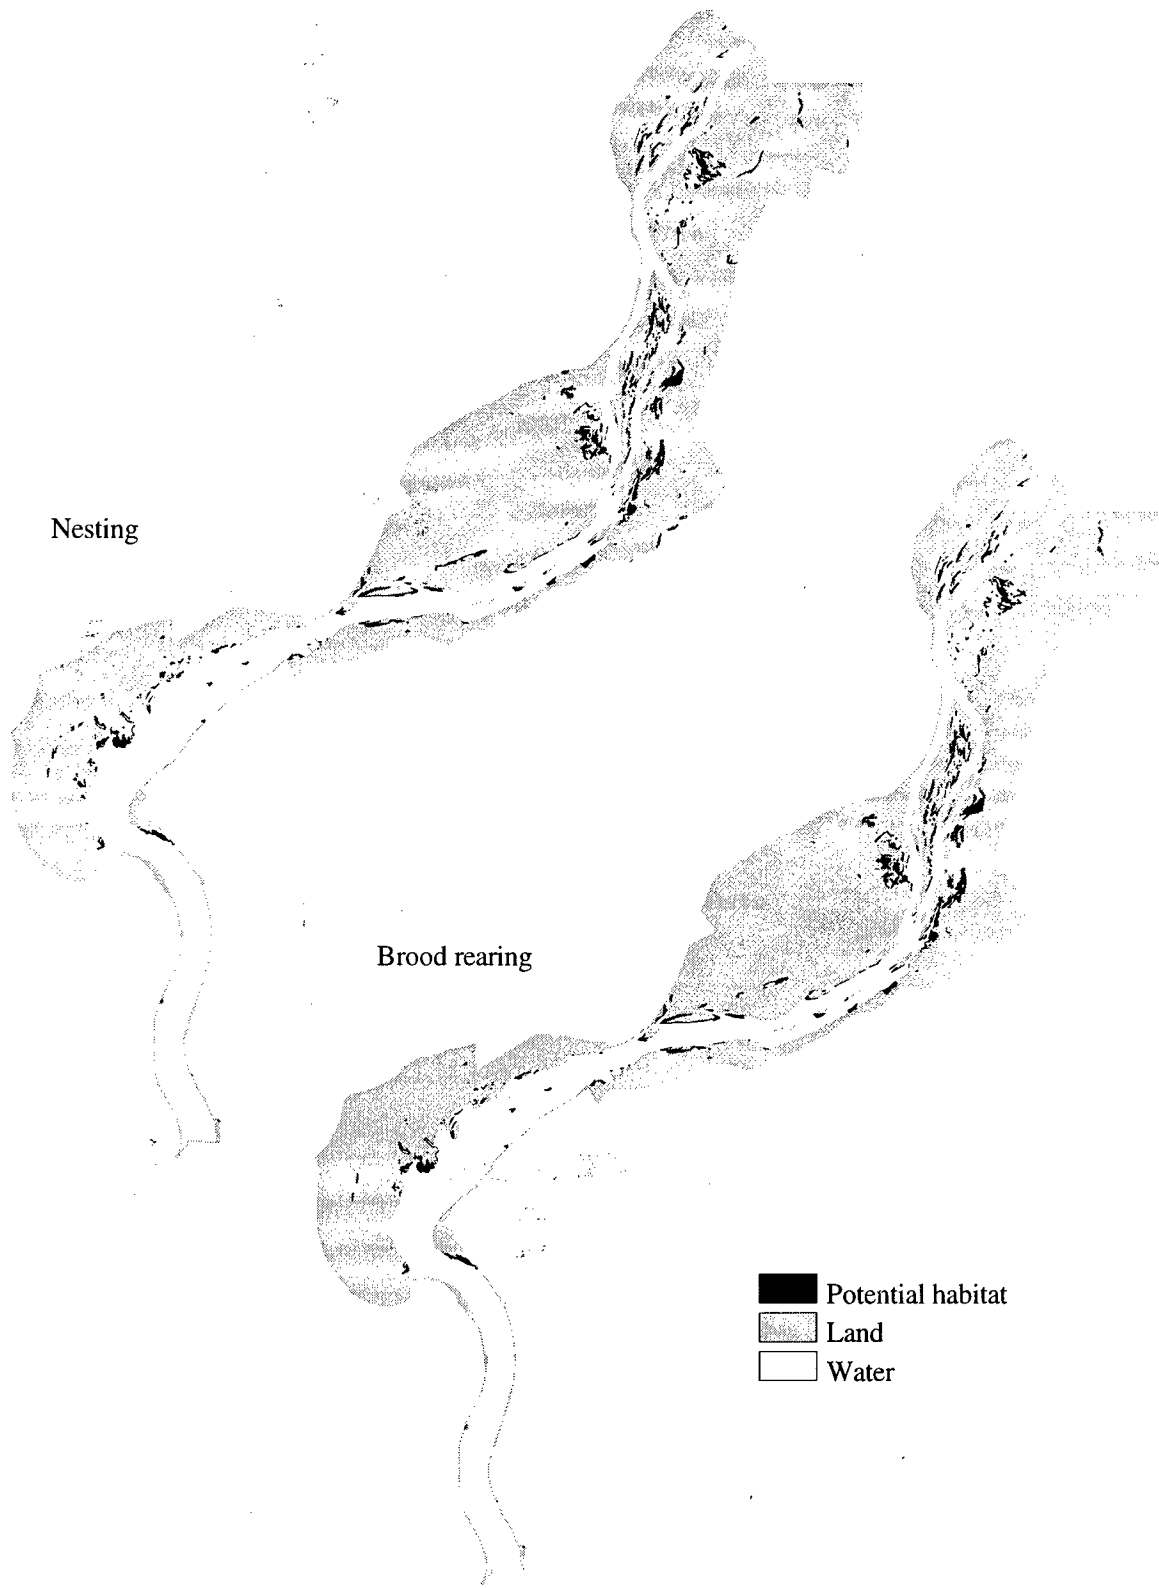 Nesting
Brood rearing
Potential habitat
Land
Water